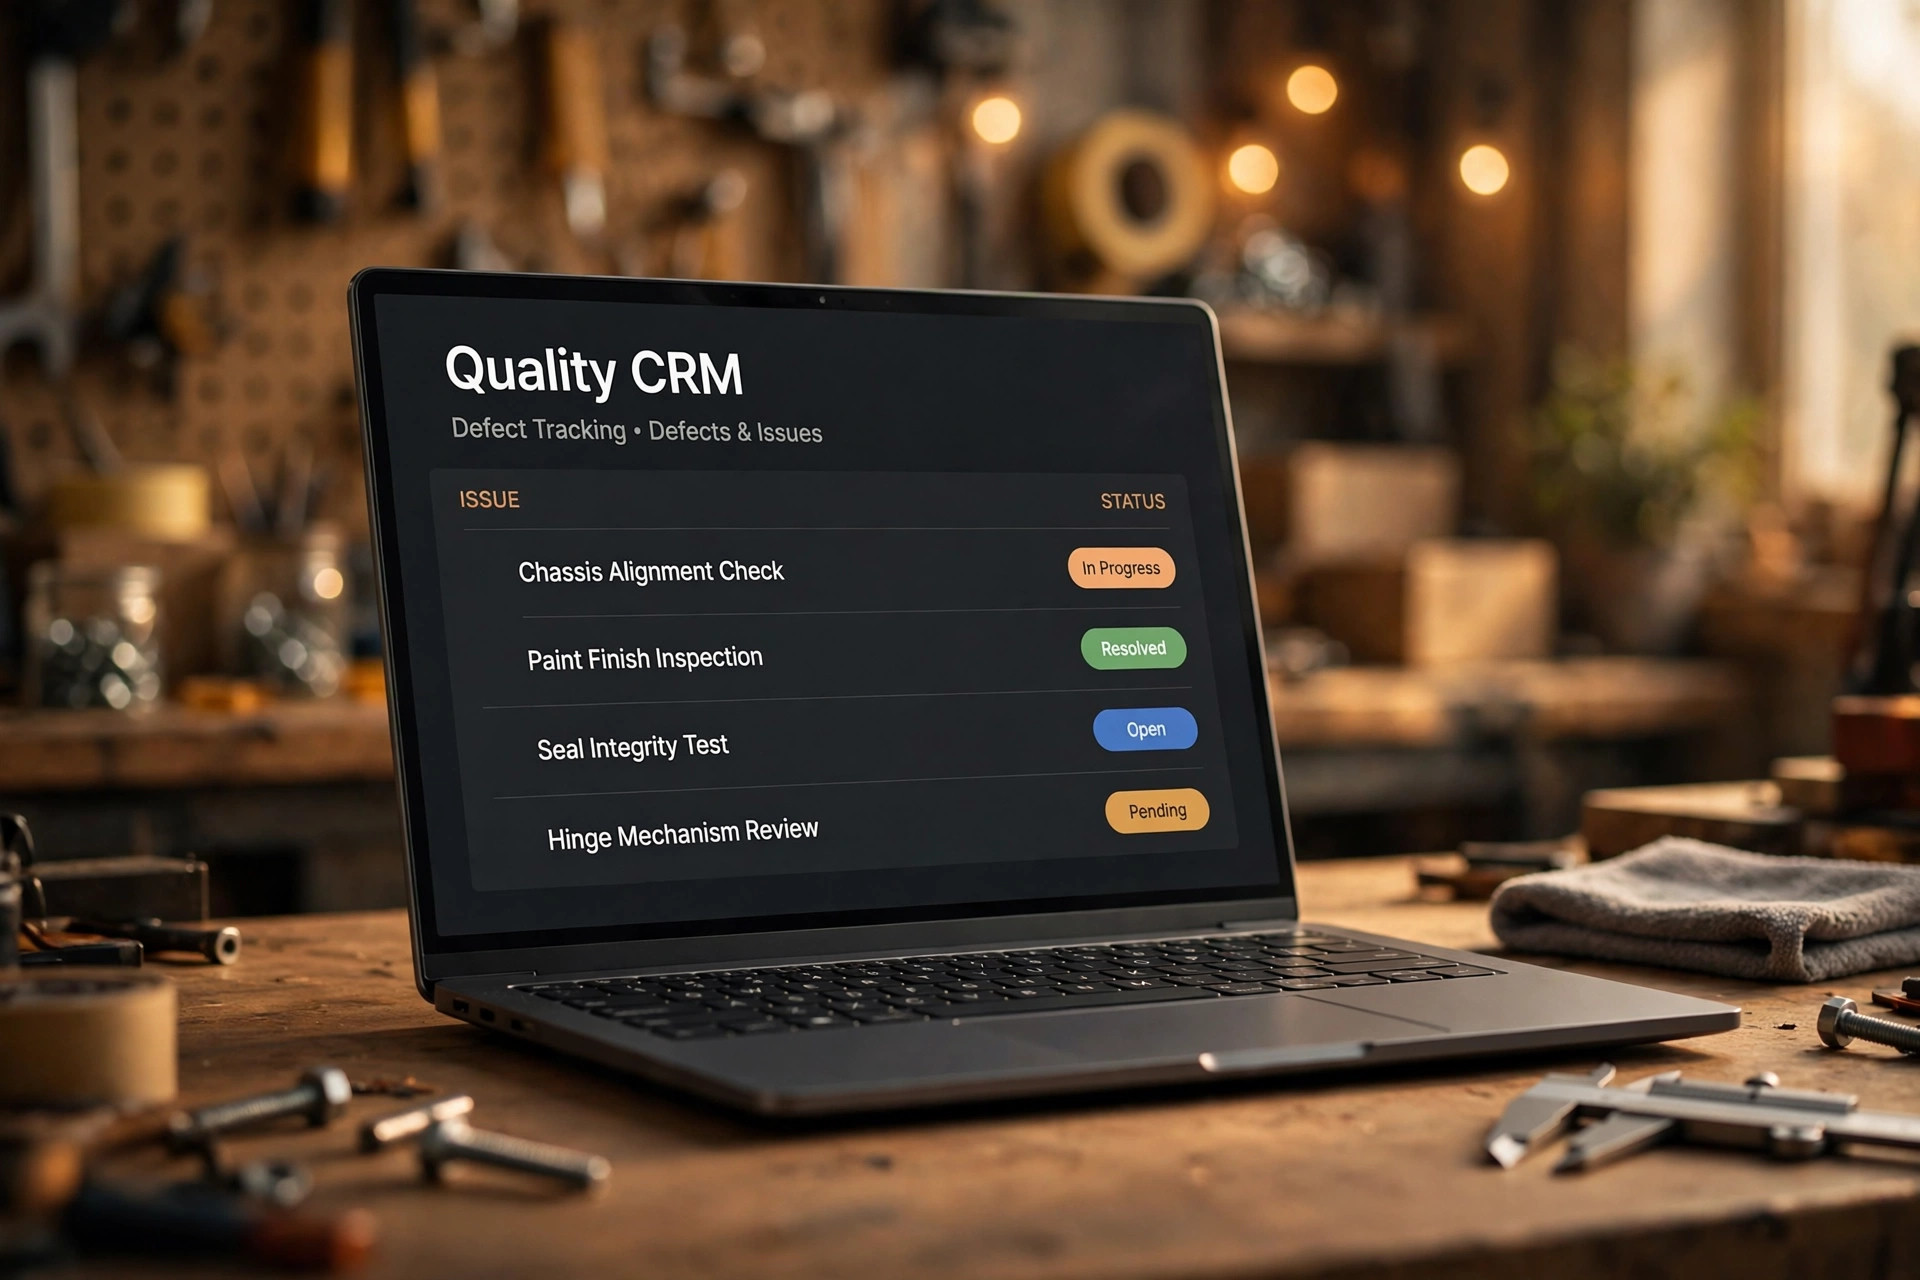 Quality CRM
Defect Tracking • Defects & Issues
ISSUE STATUS
Chassis Alignment Check In Progress
Paint Finish Inspection Resolved
Seal Integrity Test Open
Hinge Mechanism Review Pending